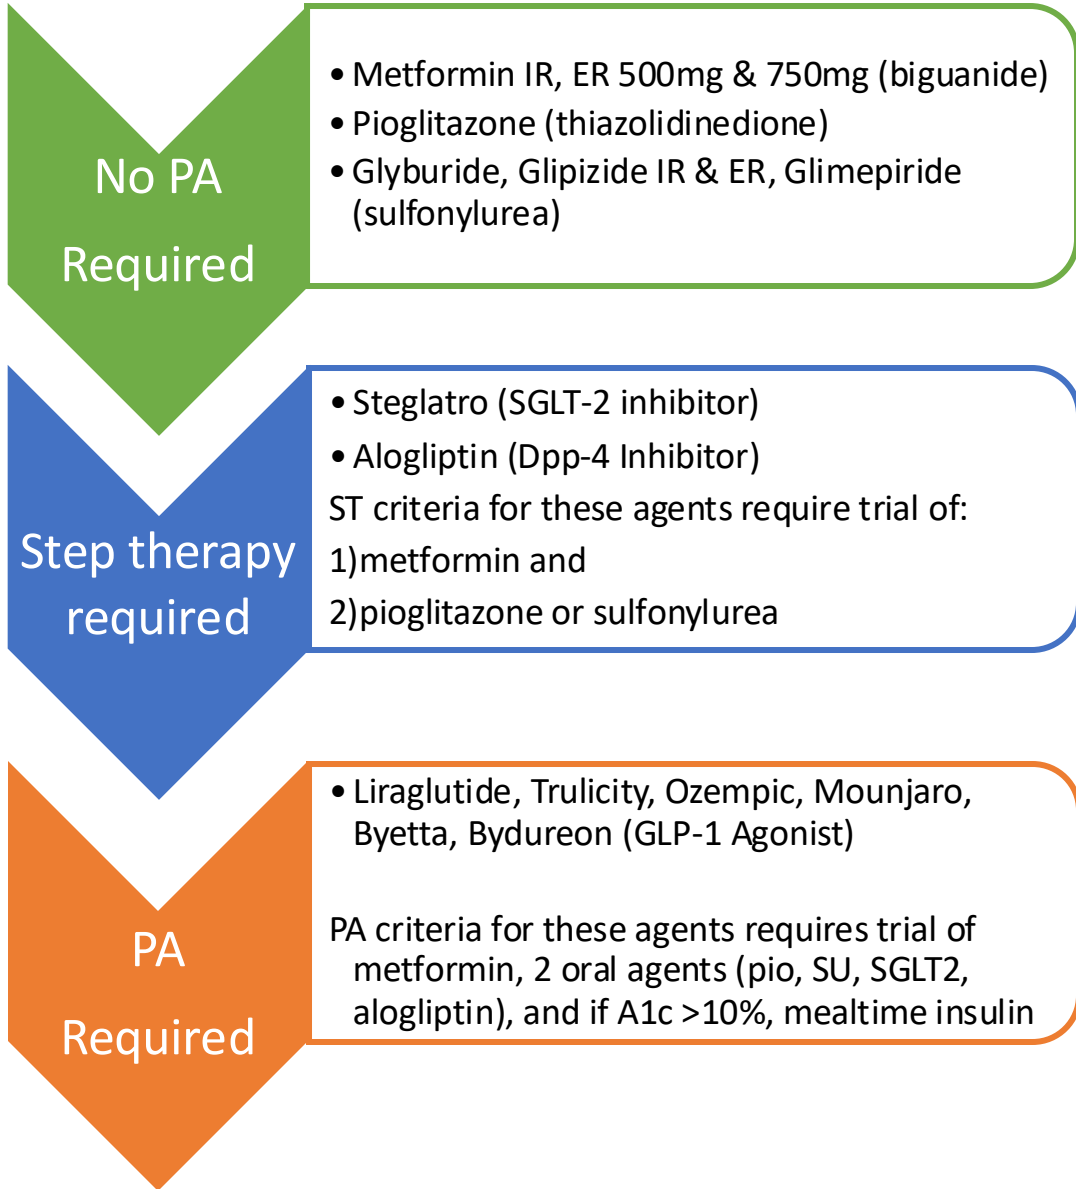 No PA
Required
• Metformin IR, ER 500mg & 750mg (biguanide)
• Pioglitazone (thiazolidinedione)
• Glyburide, Glipizide IR & ER, Glimepiride
(sulfonylurea)
Step therapy
required
• Steglatro (SGLT-2 inhibitor)
• Alogliptin (Dpp-4 Inhibitor)
ST criteria for these agents require trial of:
1)metformin and
2)pioglitazone or sulfonylurea
PA
Required
• Liraglutide, Trulicity, Ozempic, Mounjaro,
Byetta, Bydureon (GLP-1 Agonist)
PA criteria for these agents requires trial of
metformin, 2 oral agents (pio, SU, SGLT2,
alogliptin), and if A1c >10%, mealtime insulin